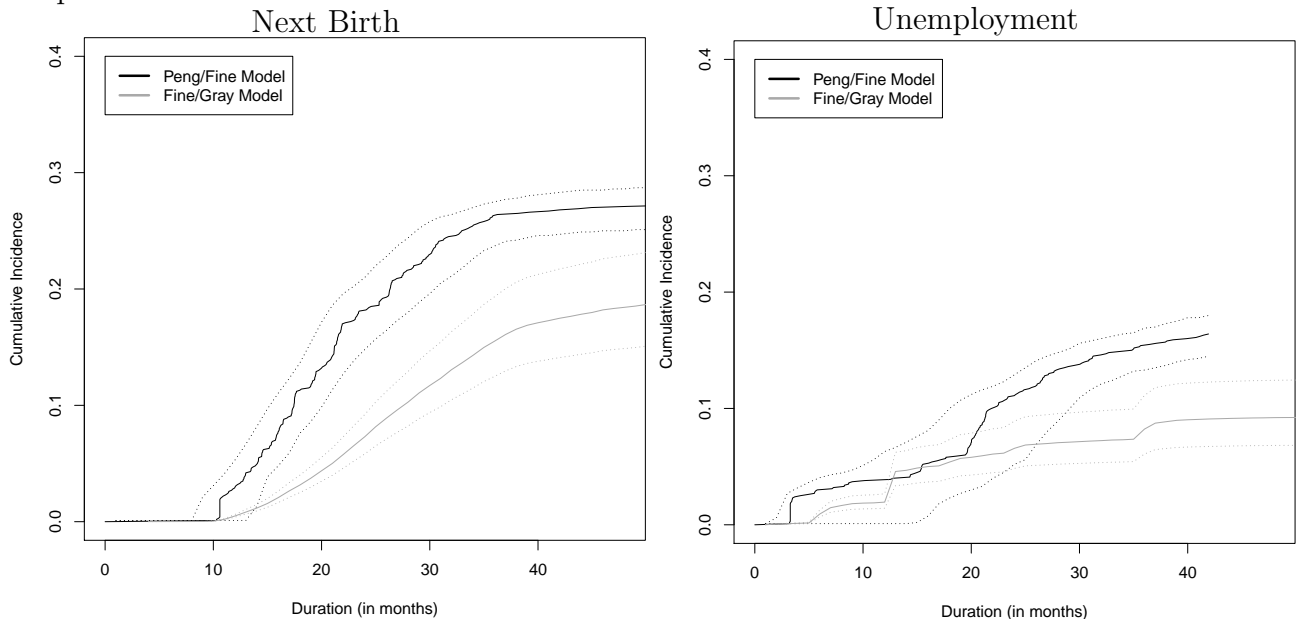 Next Birth
Peng/Fine Model
Fine/Gray Model
Cumulative Incidence
0.4
0.3
0.2
0.1
0.0
0 10 20 30 40
Duration (in months)
Unemployment
Peng/Fine Model
Fine/Gray Model
Cumulative Incidence
0.4
0.3
0.2
0.1
0.0
0 10 20 30 40
Duration (in months)